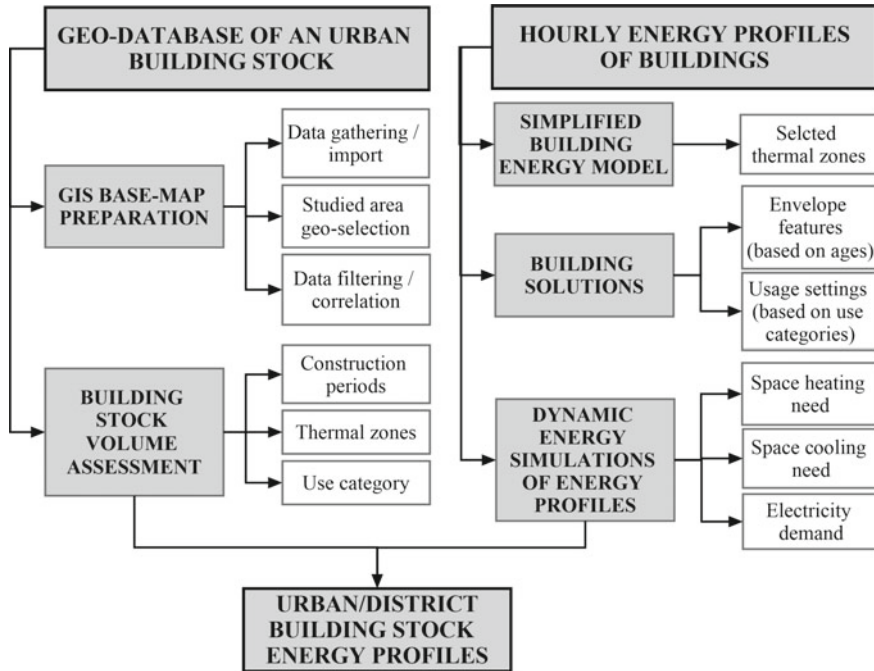 GEO-DATABASE OF AN URBAN
BUILDING STOCK
GIS BASE-MAP
PREPARATION
Data gathering /
import
Studied area
geo-selection
Data filtering /
correlation
BUILDING
STOCK
VOLUME
ASSESSMENT
Construction
periods
Thermal zones
Use category
HOURLY ENERGY PROFILES
OF BUILDINGS
SIMPLIFIED
BUILDING
ENERGY MODEL
Selcted
thermal zones
BUILDING
SOLUTIONS
Envelope
features
(based on ages)
Usage settings
(based on use
categories)
DYNAMIC
ENERGY
SIMULATIONS
OF ENERGY
PROFILES
Space heating
need
Space cooling
need
Electricity
demand
URBAN/DISTRICT
BUILDING STOCK
ENERGY PROFILES